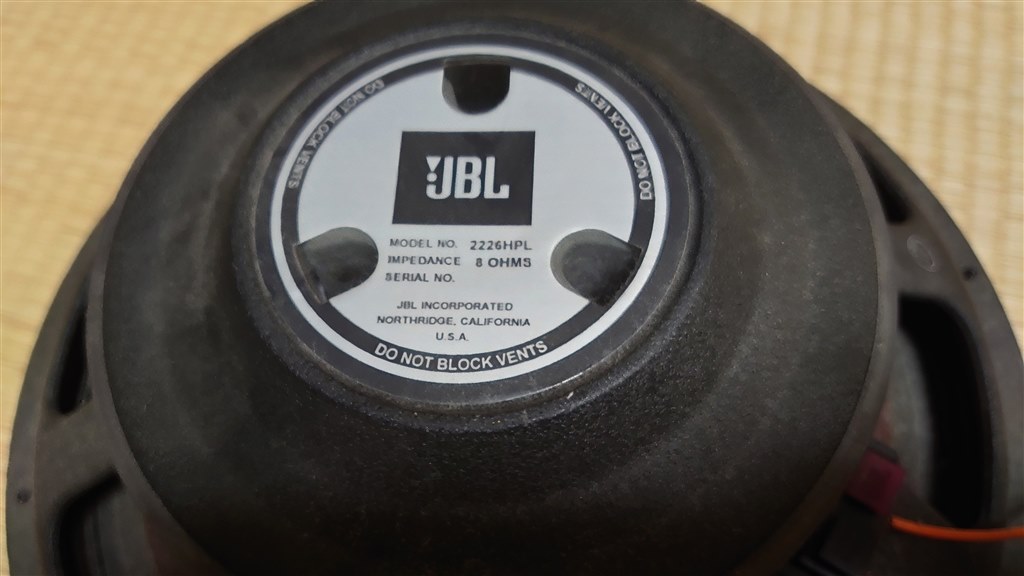 DO NOT BLOCK VENTS
DO NOT BLOCK VENTS
JBL
MODEL NO. 2226HPL
IMPEDANCE 8 OHMS
SERIAL NO.
JBL INCORPORATED
NORTHRIDGE, CALIFORNIA
U.S.A.
DO NOT BLOCK VENTS